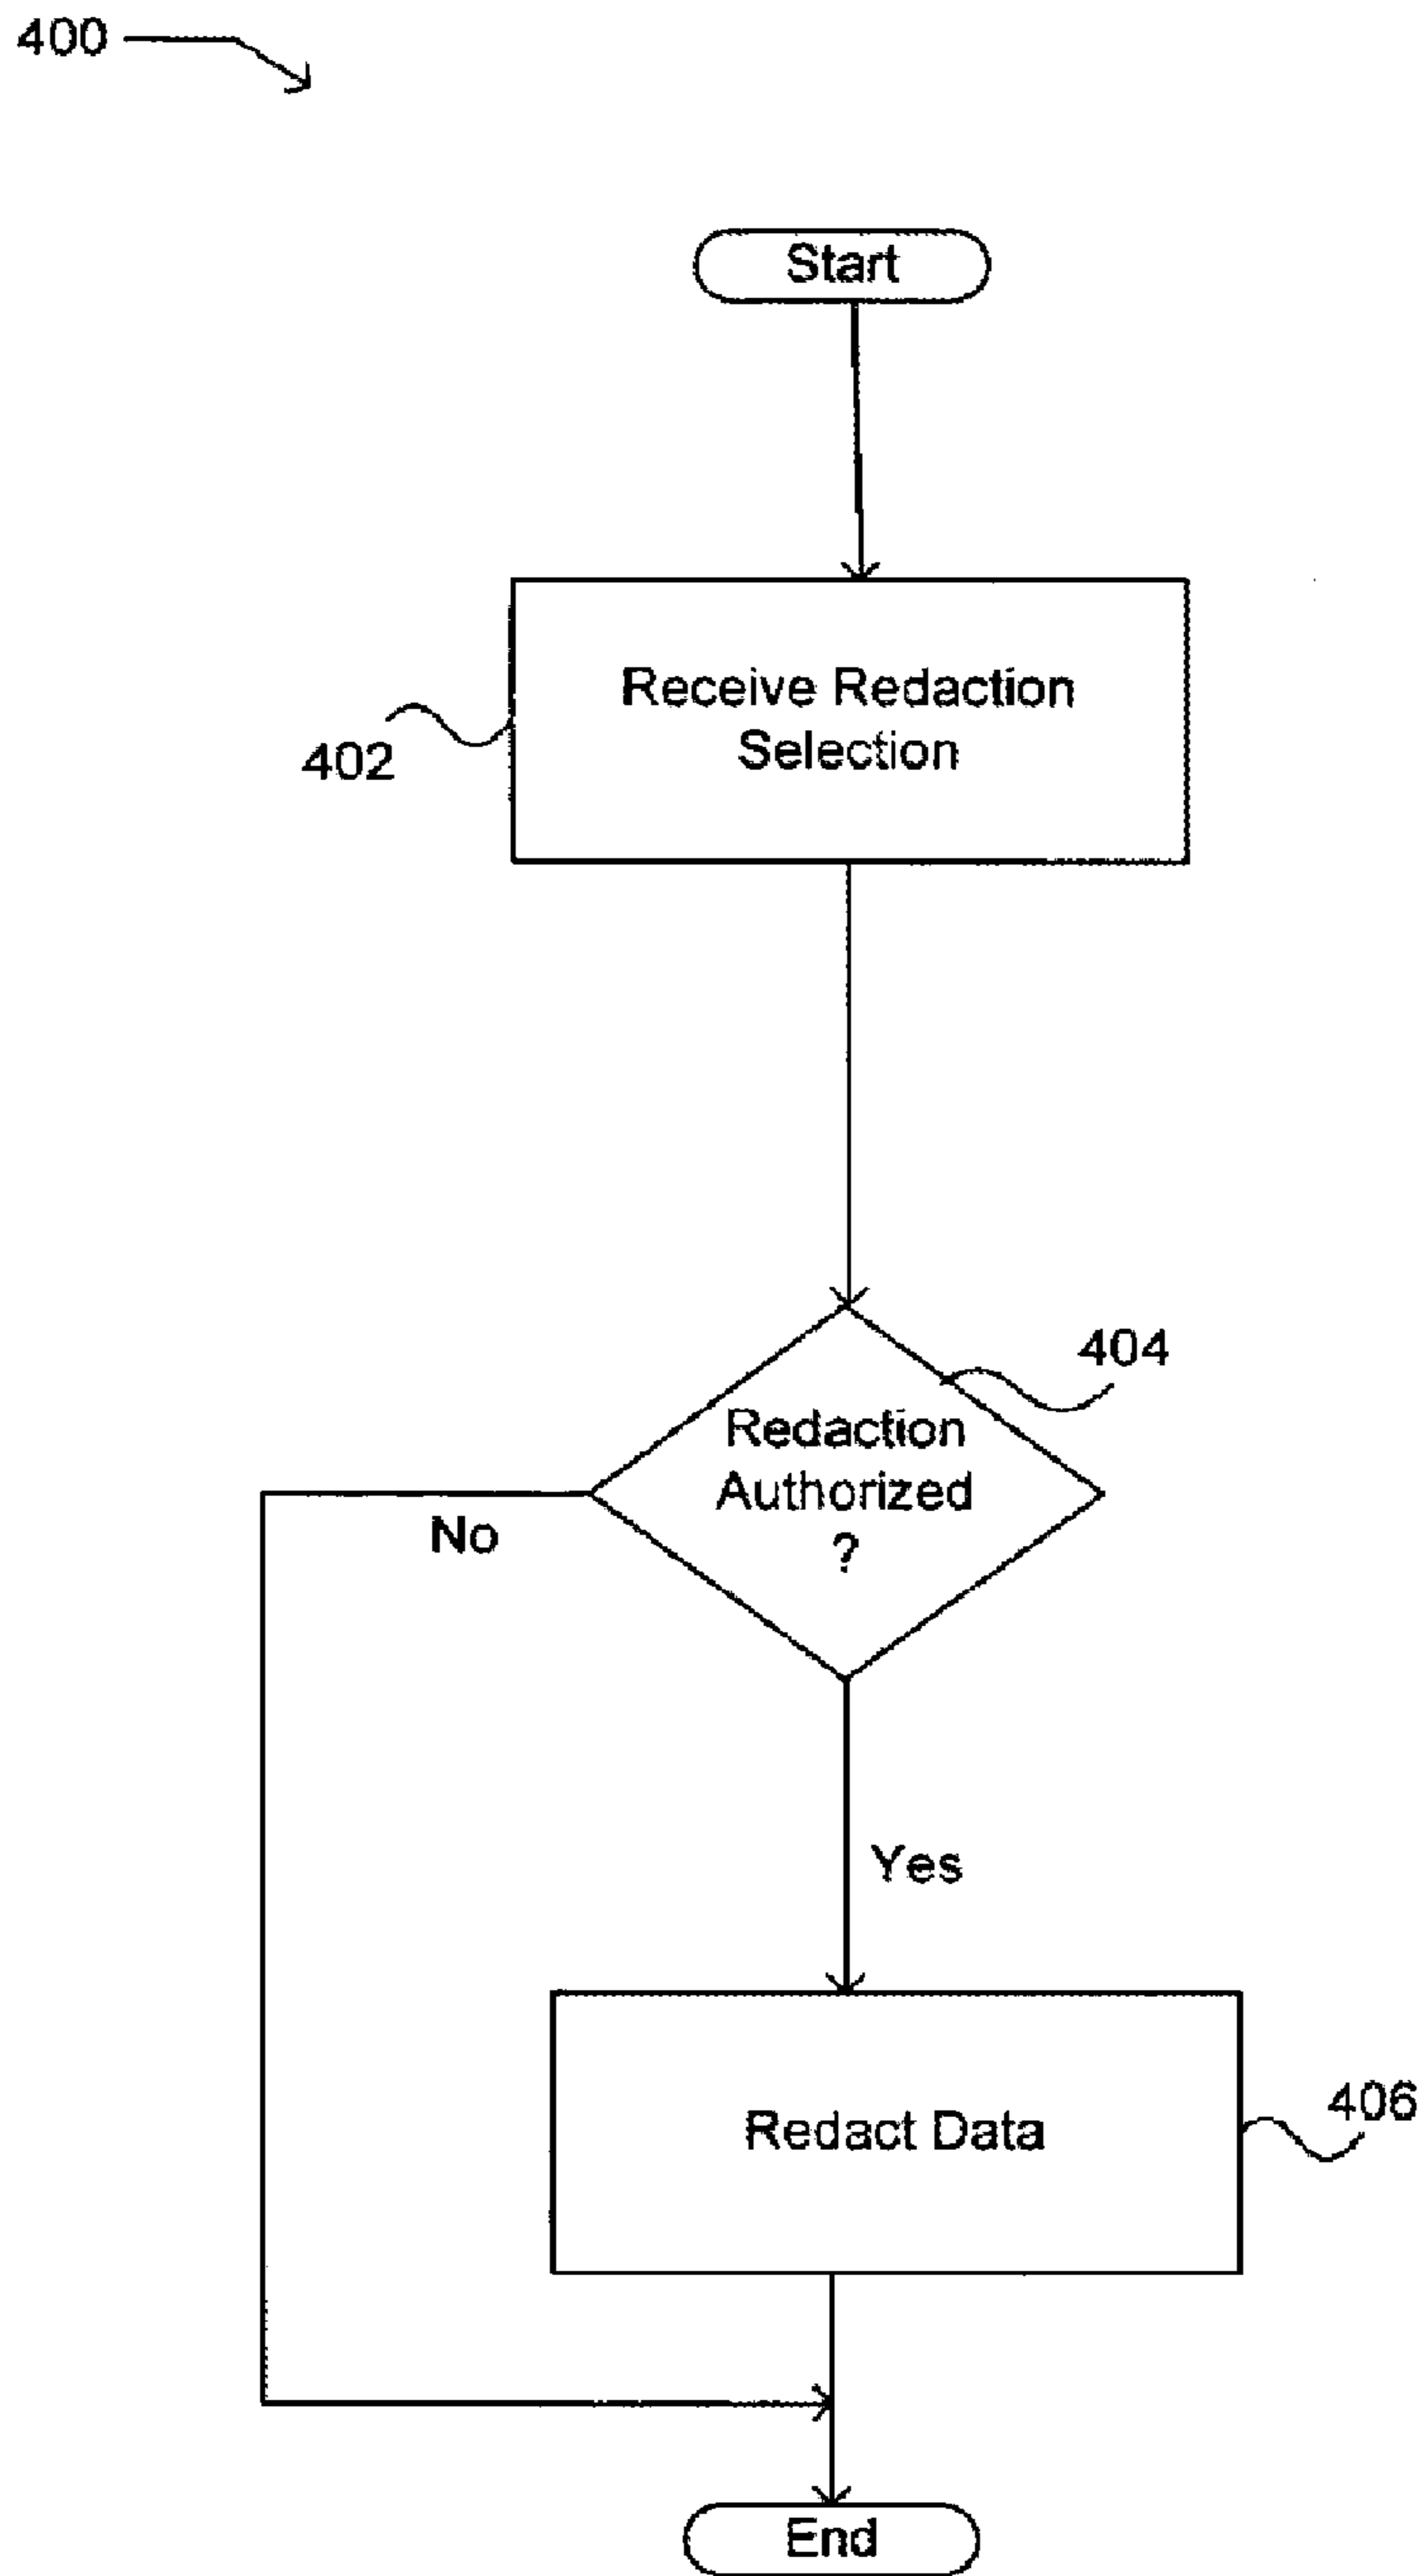 400
Start
Receive Redaction
Selection
402
404
Redaction
Authorized
?
No
Yes
Redact Data
406
End